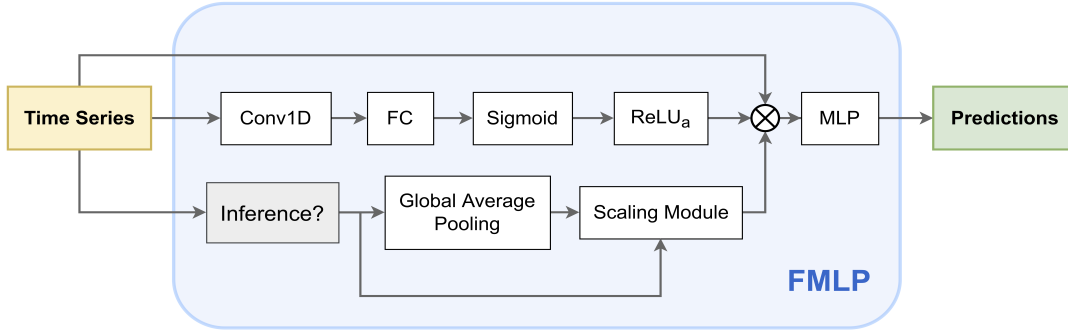 Time Series
Conv1D
FC
Sigmoid
ReLUa
MLP
Predictions
Inference?
Global Average
Pooling
Scaling Module
FMLP